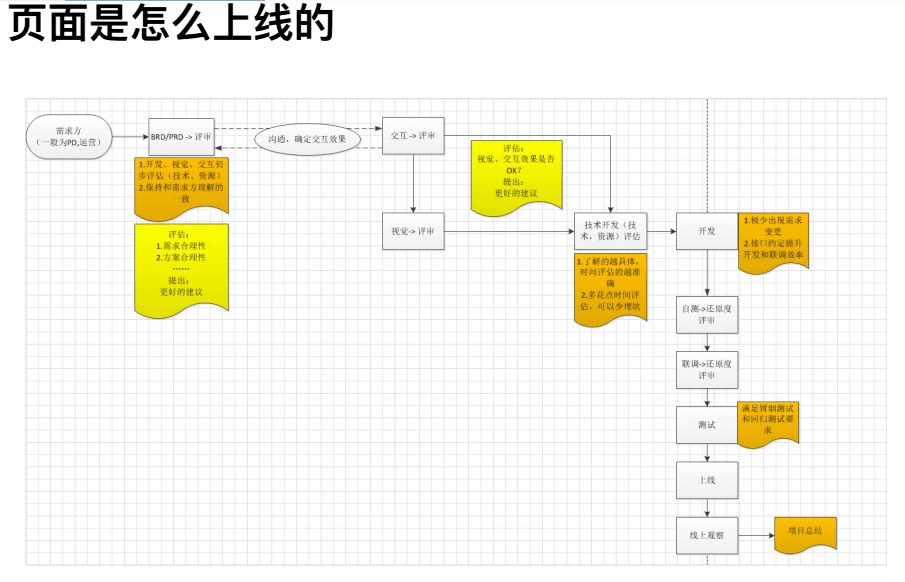 页面是怎么上线的
需求方
（一般为PD,运营）
BRD/PRD -> 评审
沟通，确定交互效果
交互 -> 评审
1.开发、视觉、交互初
步评估（技术、资源）
2.保持和需求方理解的
一致
评估：
1.需求合理性
2.方案合理性
……
提出：
更好的建议
评估：
视觉、交互效果是否
OK?
提出：
更好的建议
视觉-> 评审
技术开发（技
术，资源）评估
1.了解的越具体，
时间评估的越准
确
2.多花点时间评
估，可以少埋坑
开发
1.极少出现需求
变更
2.接口约定提升
开发和联调效率
自测->还原度
评审
联调->还原度
评审
测试
满足冒烟测试
和回归测试要
求
上线
线上观察
项目总结